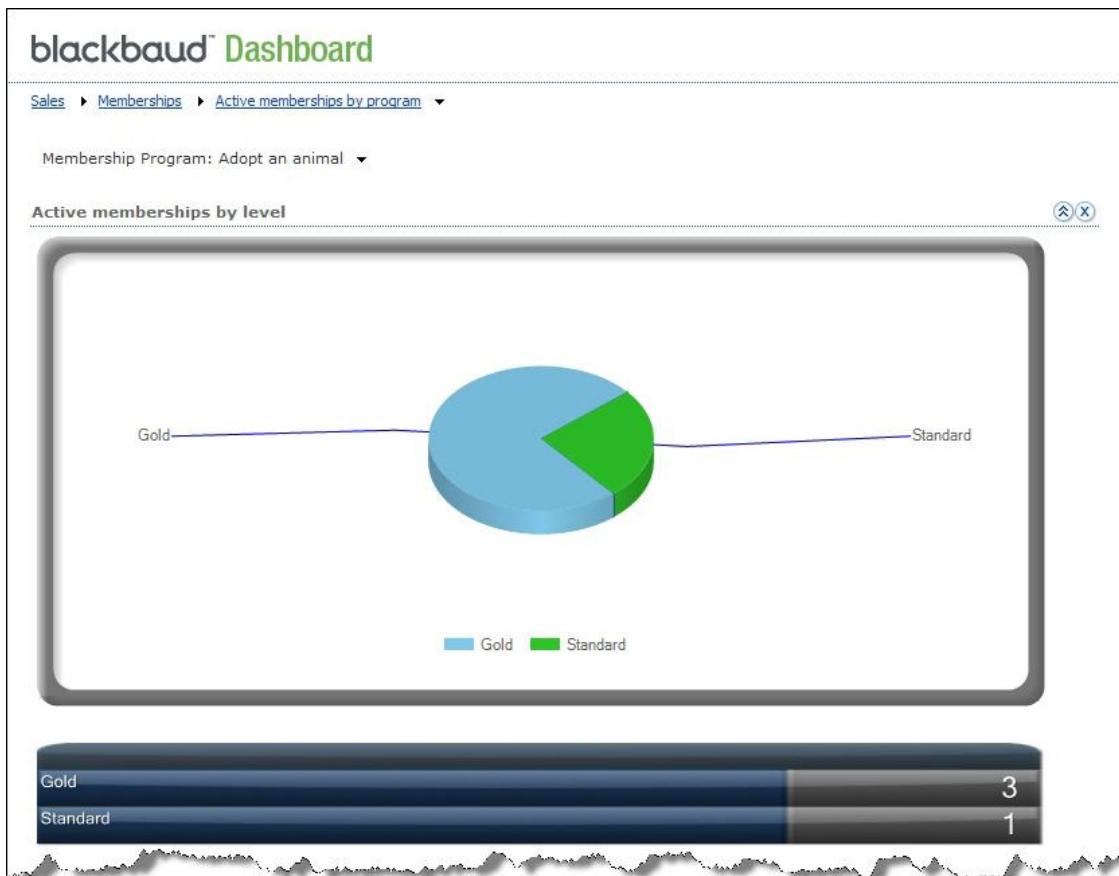 blackbaud™ Dashboard
Sales Memberships Active memberships by program
Membership Program: Adopt an animal
Active memberships by level
Gold Standard
Gold Standard
Gold 3
Standard 1